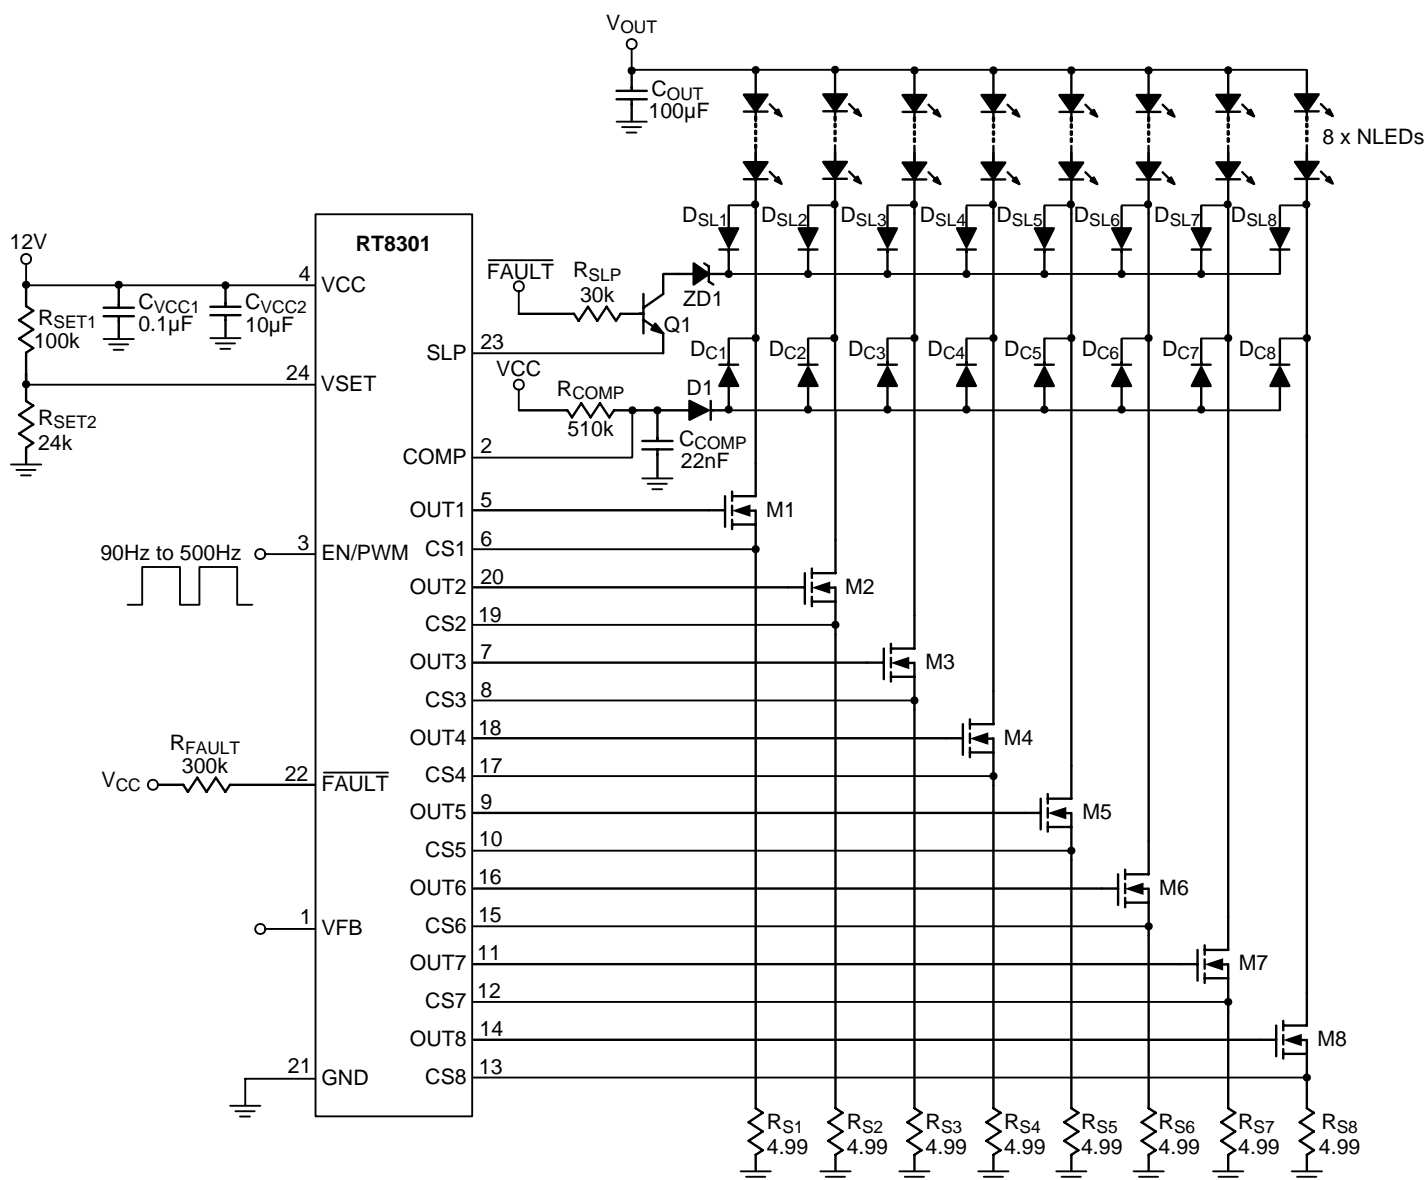 VOUT
COUT
100µF
8 x NLEDs
DSL1 DSL2 DSL3 DSL4 DSL5 DSL6 DSL7 DSL8
12V
RT8301
4 VCC
CVCC1
0.1µF
CVCC2
10µF
RSET1
100k
FAULT
RSLP
30k
Q1
ZD1
SLP 23
24 VSET
RSET2
24k
VCC
RCOMP
510k
D1
DC1 DC2 DC3 DC4 DC5 DC6 DC7 DC8
CCOMP
22nF
COMP 2
OUT1 5 M1
90Hz to 500Hz 3 EN/PWM CS1 6
OUT2 20 M2
CS2 19
OUT3 7 M3
CS3 8
OUT4 18 M4
RFAULT
300k
VCC 22 FAULT
CS4 17
OUT5 9 M5
CS5 10
OUT6 16 M6
1 VFB CS6 15
OUT7 11 M7
CS7 12
OUT8 14 M8
21 GND CS8 13
RS1 RS2 RS3 RS4 RS5 RS6 RS7 RS8
4.99 4.99 4.99 4.99 4.99 4.99 4.99 4.99